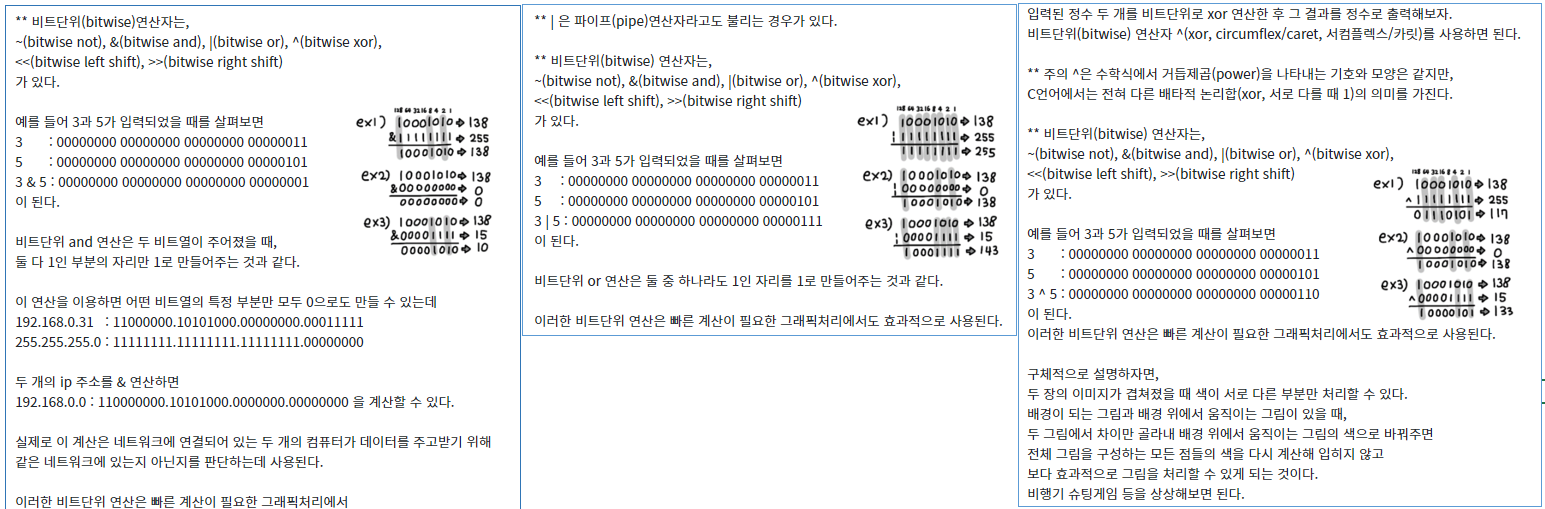 ** 비트단위(bitwise)연산자는,
~(bitwise not), &(bitwise and), |(bitwise or), ^(bitwise xor),
<<(bitwise left shift), >>(bitwise right shift)
가 있다.
예를 들어 3과 5가 입력되었을 때를 살펴보면
3 : 00000000 00000000 00000000 00000011
5 : 00000000 00000000 00000000 00000101
3 & 5 : 00000000 00000000 00000000 00000001
이 된다.
비트단위 and 연산은 두 비트열이 주어졌을 때,
둘 다 1인 부분의 자리만 1로 만들어주는 것과 같다.
이 연산을 이용하면 어떤 비트열의 특정 부분만 모두 0으로도 만들 수 있는데
192.168.0.31 : 11000000.10101000.00000000.00011111
255.255.255.0 : 11111111.11111111.11111111.00000000
두 개의 ip 주소를 & 연산하면
192.168.0.0 : 110000000.10101000.0000000.00000000 을 계산할 수 있다.
실제로 이 계산은 네트워크에 연결되어 있는 두 개의 컴퓨터가 데이터를 주고받기 위해
같은 네트워크에 있는지 아닌지를 판단하는데 사용된다.
이러한 비트단위 연산은 빠른 계산이 필요한 그래픽처리에서
128 64 32 16 8 4 2 1
ex1) 10001010 ⇒ 138
& 11111111 ⇒ 255
10001010 ⇒ 138
ex2) 10001010 ⇒ 138
& 00000000 ⇒ 0
00000000 ⇒ 0
ex3) 10001010 ⇒ 138
& 00001111 ⇒ 15
00001010 ⇒ 10
** | 은 파이프(pipe)연산자라고도 불리는 경우가 있다.
** 비트단위(bitwise) 연산자는,
~(bitwise not), &(bitwise and), |(bitwise or), ^(bitwise xor),
<<(bitwise left shift), >>(bitwise right shift)
가 있다.
예를 들어 3과 5가 입력되었을 때를 살펴보면
3 : 00000000 00000000 00000000 00000011
5 : 00000000 00000000 00000000 00000101
3 | 5 : 00000000 00000000 00000000 00000111
이 된다.
비트단위 or 연산은 둘 중 하나라도 1인 자리를 1로 만들어주는 것과 같다.
이러한 비트단위 연산은 빠른 계산이 필요한 그래픽처리에서도 효과적으로 사용된다.
128 64 32 16 8 4 2 1
ex1) 10001010 ⇒ 138
| 11111111 ⇒ 255
11111111 ⇒ 255
ex2) 10001010 ⇒ 138
| 00000000 ⇒ 0
10001010 ⇒ 138
ex3) 10001010 ⇒ 138
| 00001111 ⇒ 15
10001111 ⇒ 143
입력된 정수 두 개를 비트단위로 xor 연산한 후 그 결과를 정수로 출력해보자.
비트단위(bitwise) 연산자 ^(xor, circumflex/caret, 서컴플렉스/카릿)를 사용하면 된다.
** 주의 ^은 수학식에서 거듭제곱(power)을 나타내는 기호와 모양은 같지만,
C언어에서는 전혀 다른 배타적 논리합(xor, 서로 다를 때 1)의 의미를 가진다.
** 비트단위(bitwise) 연산자는,
~(bitwise not), &(bitwise and), |(bitwise or), ^(bitwise xor),
<<(bitwise left shift), >>(bitwise right shift)
가 있다.
예를 들어 3과 5가 입력되었을 때를 살펴보면
3 : 00000000 00000000 00000000 00000011
5 : 00000000 00000000 00000000 00000101
3 ^ 5 : 00000000 00000000 00000000 00000110
이 된다.
이러한 비트단위 연산은 빠른 계산이 필요한 그래픽처리에서도 효과적으로 사용된다.
구체적으로 설명하자면,
두 장의 이미지가 겹쳐졌을 때 색이 서로 다른 부분만 처리할 수 있다.
배경이 되는 그림과 배경 위에서 움직이는 그림이 있을 때,
두 그림에서 차이만 골라내 배경 위에서 움직이는 그림의 색으로 바꿔주면
전체 그림을 구성하는 모든 점들의 색을 다시 계산해 입히지 않고
보다 효과적으로 그림을 처리할 수 있게 되는 것이다.
비행기 슈팅게임 등을 상상해보면 된다.
128 64 32 16 8 4 2 1
ex1) 10001010 ⇒ 138
^ 11111111 ⇒ 255
01110101 ⇒ 117
ex2) 10001010 ⇒ 138
^ 00000000 ⇒ 0
10001010 ⇒ 138
ex3) 10001010 ⇒ 138
^ 00001111 ⇒ 15
10000101 ⇒ 133